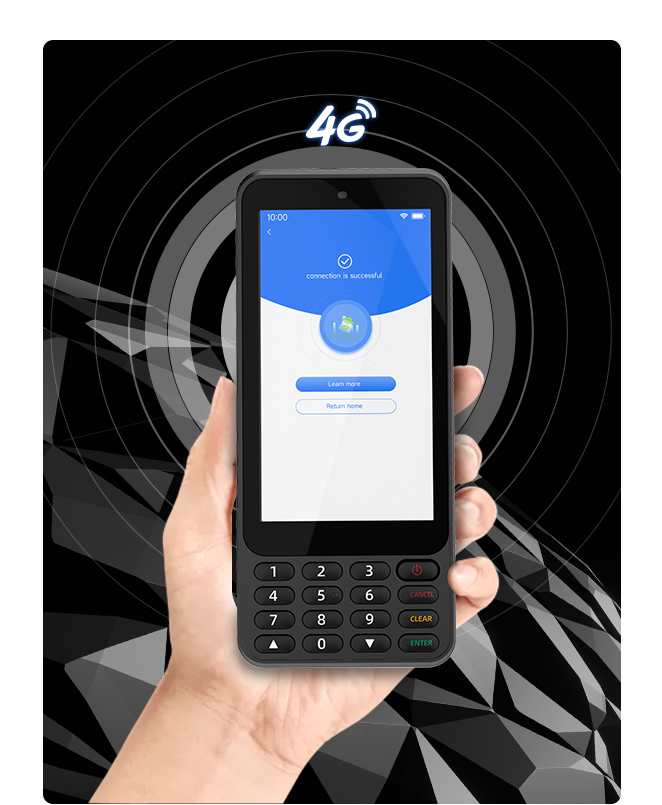 4G
10:00
connection is successful
Learn more
Return home
1 2 3
4 5 6 CANCEL
7 8 9 CLEAR
▲ 0 ▼ ENTER